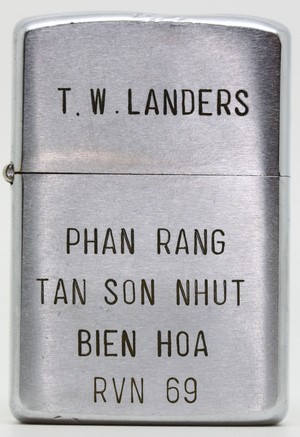 T. W. LANDERS
PHAN RANG
TAN SON NHUT
BIEN HOA
RVN 69